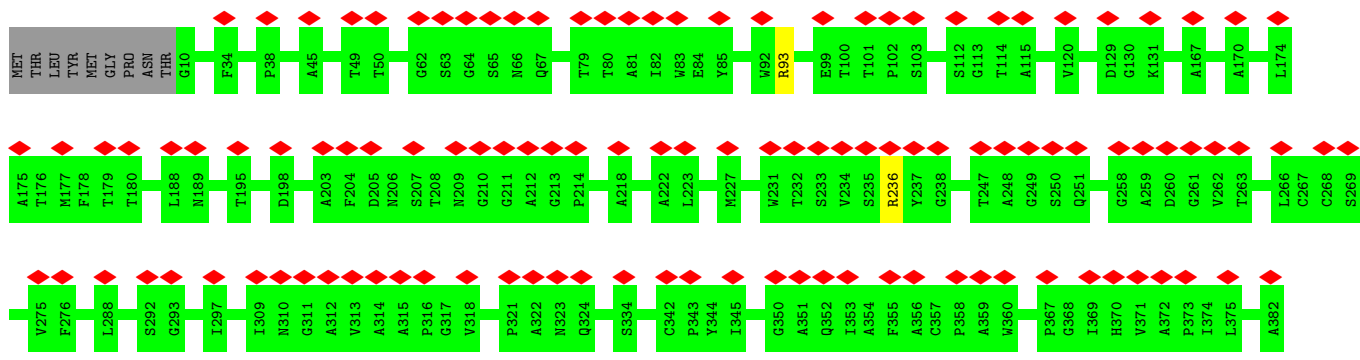 MET THR LEU TYR MET GLY PRO ASN THR G10 F34 P38 A45 T49 T50 G62 S63 G64 S65 N66 Q67 T79 T80 A81 I82 W83 E84 Y85 W92 R93 E99 T100 T101 P102 S103 S112 G113 T114 A115 V120 D129 G130 K131 A167 A170 L174
A175 T176 M177 F178 T179 T180 L188 N189 T195 D198 A203 F204 D205 N206 S207 T208 N209 G210 G211 A212 G213 P214 A218 A222 L223 M227 W231 T232 S233 V234 S235 R236 Y237 G238 T247 A248 G249 S250 Q251 G258 A259 D260 G261 V262 T263 L266 C267 C268 S269
V275 F276 L288 S292 G293 I297 I309 N310 G311 A312 V313 A314 A315 P316 G317 V318 P321 A322 N323 Q324 S334 C342 P343 Y344 I345 G350 A351 Q352 I353 A354 F355 A356 C357 P358 A359 W360 P367 G368 I369 H370 V371 A372 P373 I374 L375 A382